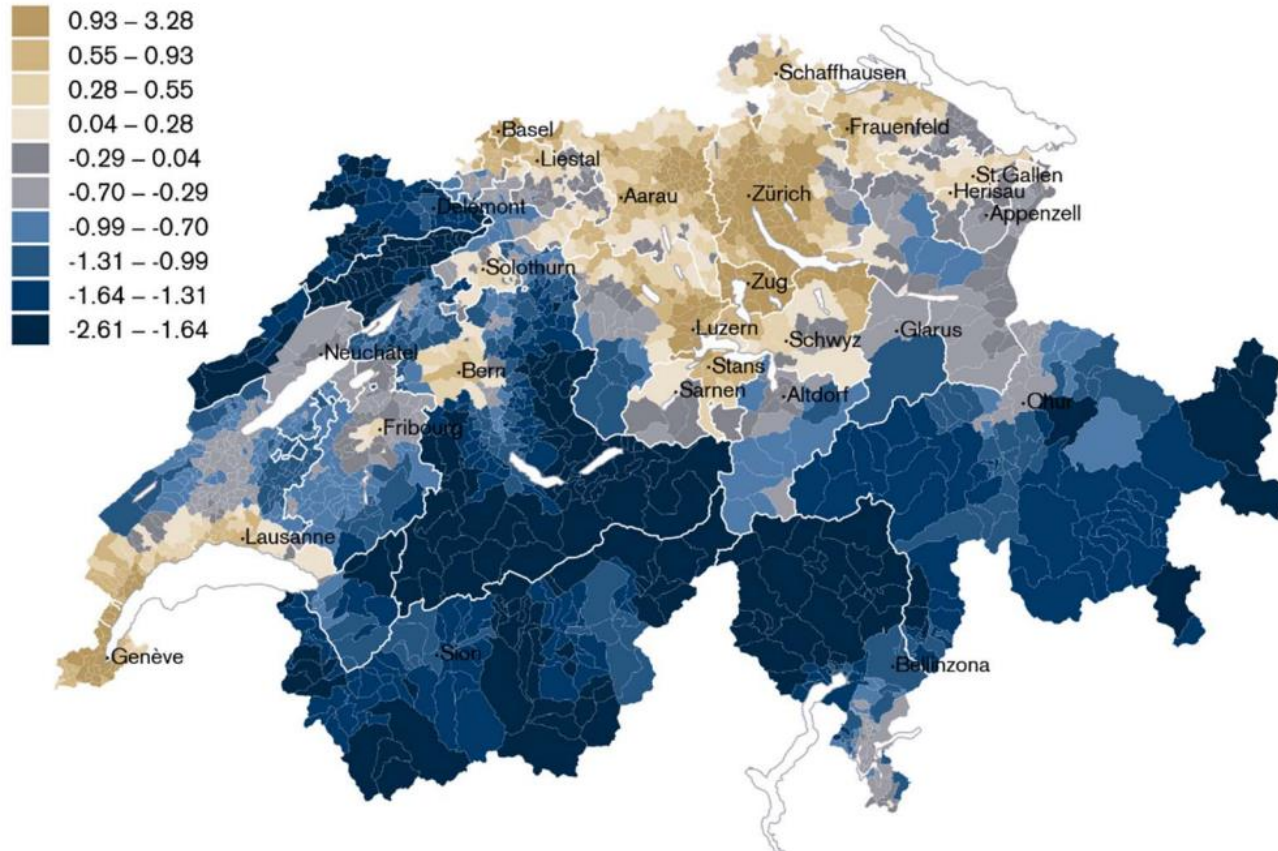 0.93 – 3.28
0.55 – 0.93
0.28 – 0.55
0.04 – 0.28
-0.29 – 0.04
-0.70 – -0.29
-0.99 – -0.70
-1.31 – -0.99
-1.64 – -1.31
-2.61 – -1.64
Schaffhausen
Basel
Frauenfeld
Liestal
St.Gallen
Aarau
Zürich
Herisau
Delémont
Appenzell
Solothurn
Zug
Luzern
Glarus
Schwyz
Neuchâtel
Bern
Stans
Sarnen
Altdorf
Chur
Fribourg
Lausanne
Genève
Sion
Bellinzona